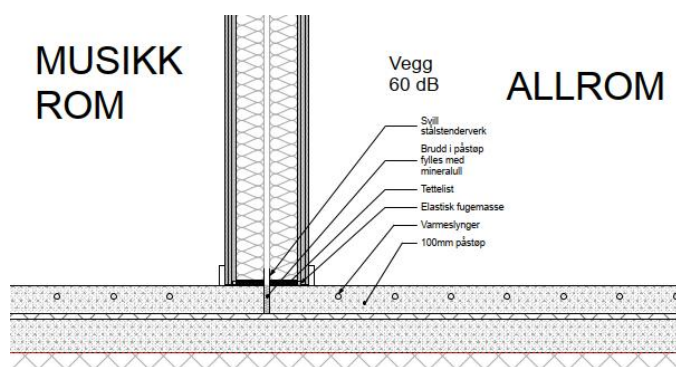 MUSIKK
ROM
Vegg
60 dB
ALLROM
Svill
stålstenderverk
Brudd i påstøp
fylles med
mineralull
Tettelist
Elastisk fugemasse
Varmeslynger
100mm påstøp